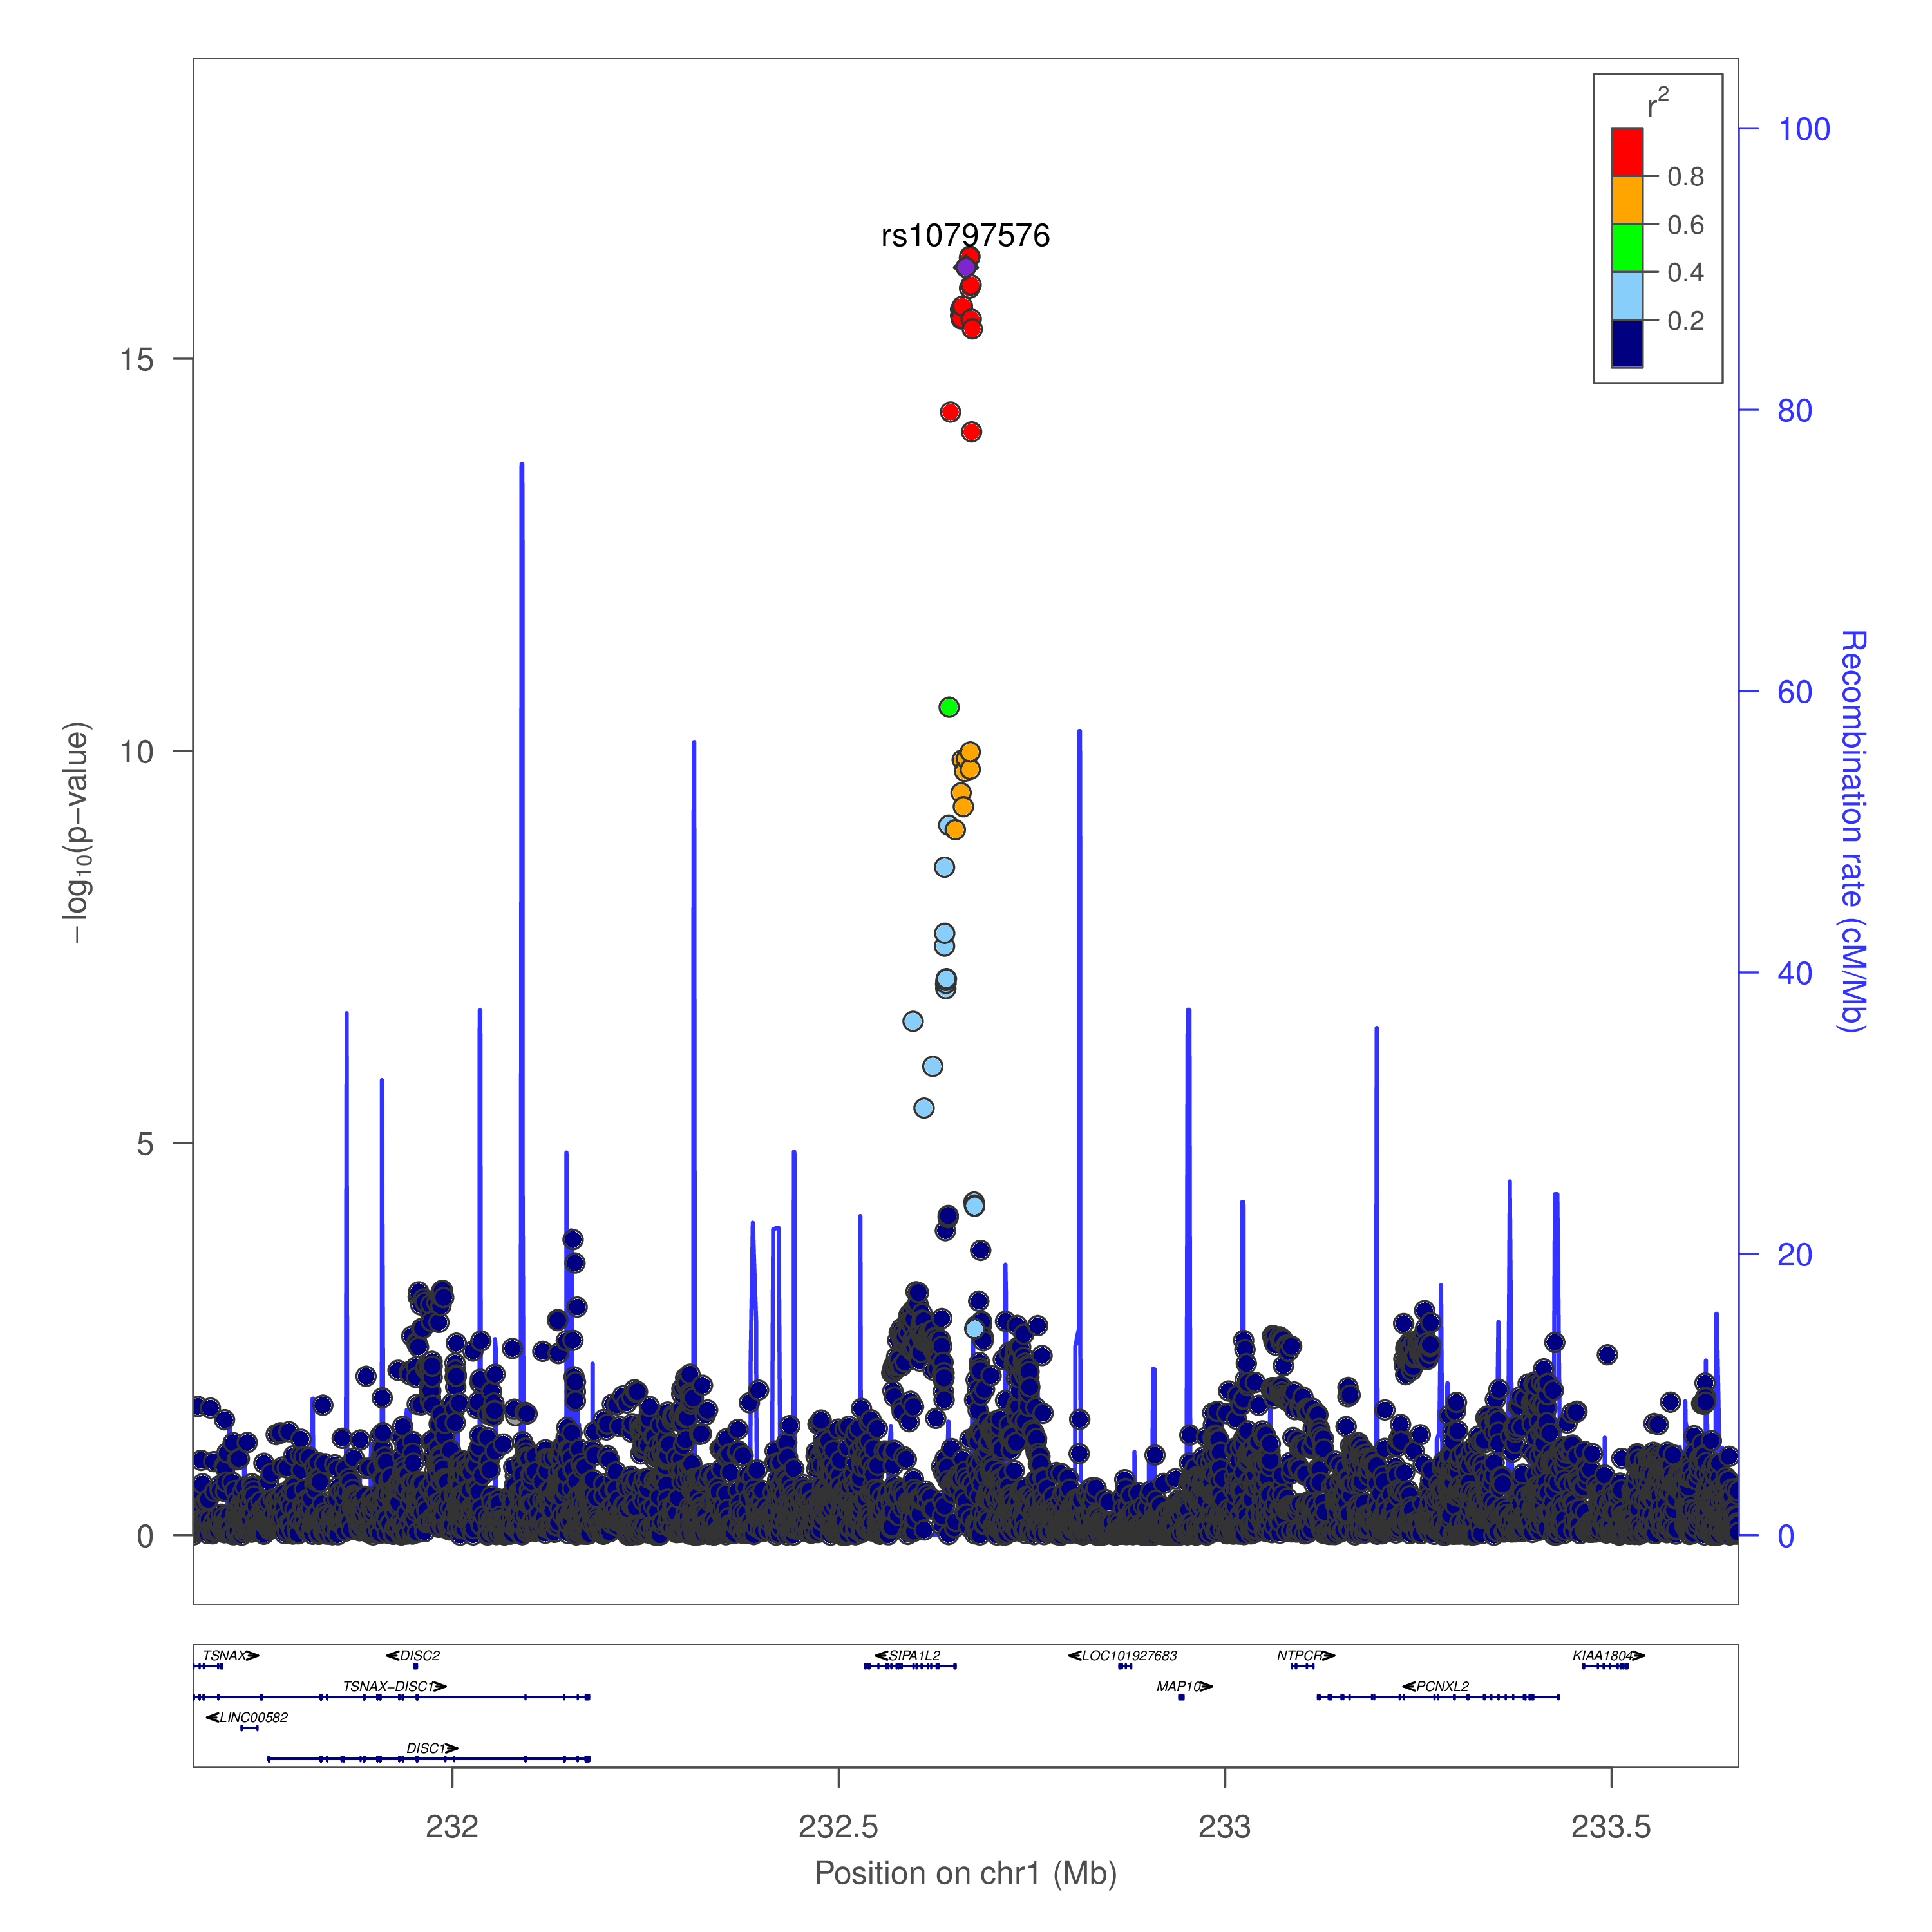 rs10797576
r2
0.8
0.6
0.4
0.2
15
10
5
0
−log10(p−value)
100
80
60
40
20
0
Recombination rate (cM/Mb)
TSNAX
DISC2
SIPA1L2
LOC101927683
NTPCR
KIAA1804
TSNAX−DISC1
MAP10
PCNXL2
LINC00582
DISC1
232
232.5
233
233.5
Position on chr1 (Mb)